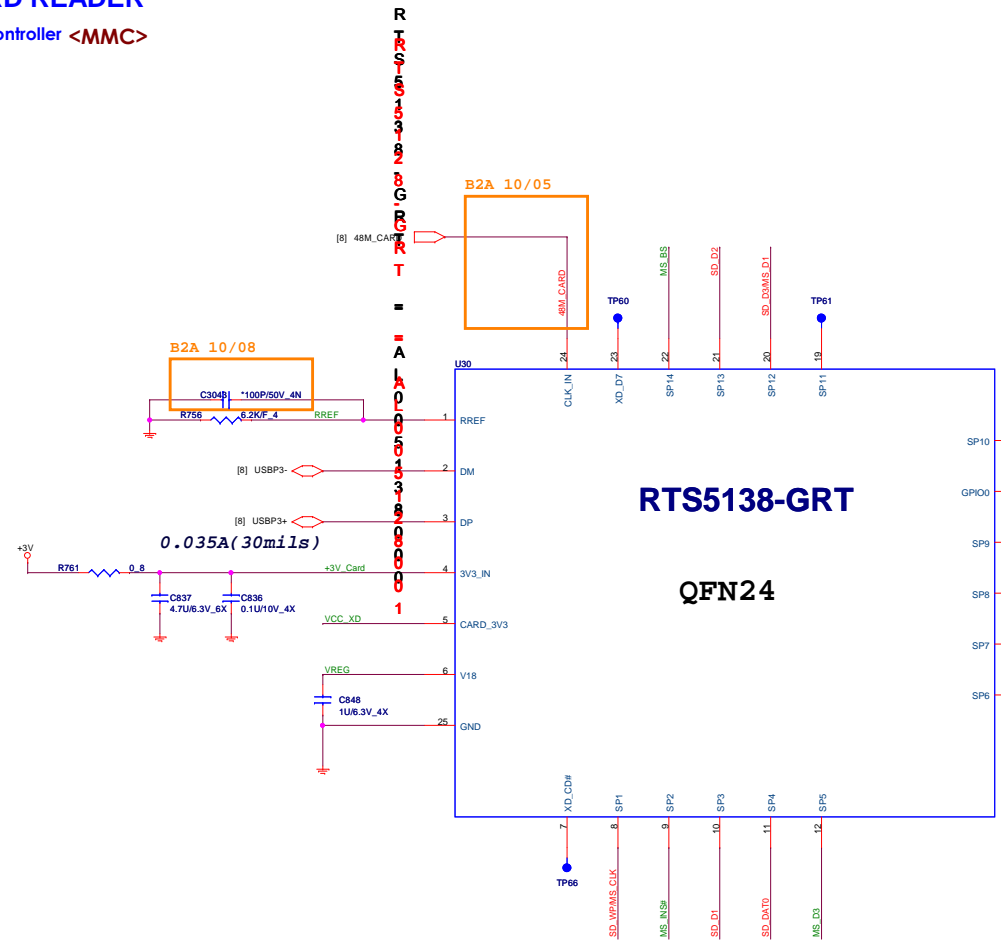 RD READER
ontroller <MMC>
RTS5138-GRT = AL005138000
RTS5128-GRT = AL005128001
B2A 10/05
[8] 48M_CARD
48M_CARD
MS_BS
SD_D2
SD_D3/MS_D1
TP60
TP61
24
23
22
21
20
19
U30
CLK_IN
XD_D7
SP14
SP13
SP12
SP11
B2A 10/08
C3043
*100P/50V_4N
R756
6.2K/F_4
RREF
1
RREF
[8] USBP3-
2
DM
[8] USBP3+
3
DP
0.035A(30mils)
+3V
R761
0_8
+3V_Card
4
3V3_IN
C837
4.7U/6.3V_6X
C836
0.1U/10V_4X
VCC_XD
5
CARD_3V3
VREG
6
V18
C848
1U/6.3V_4X
25
GND
RTS5138-GRT
QFN24
SP10
GPIO0
SP9
SP8
SP7
SP6
XD_CD#
SP1
SP2
SP3
SP4
SP5
7
8
9
10
11
12
TP66
SD_WP/MS_CLK
MS_INS#
SD_D1
SD_DAT0
MS_D3